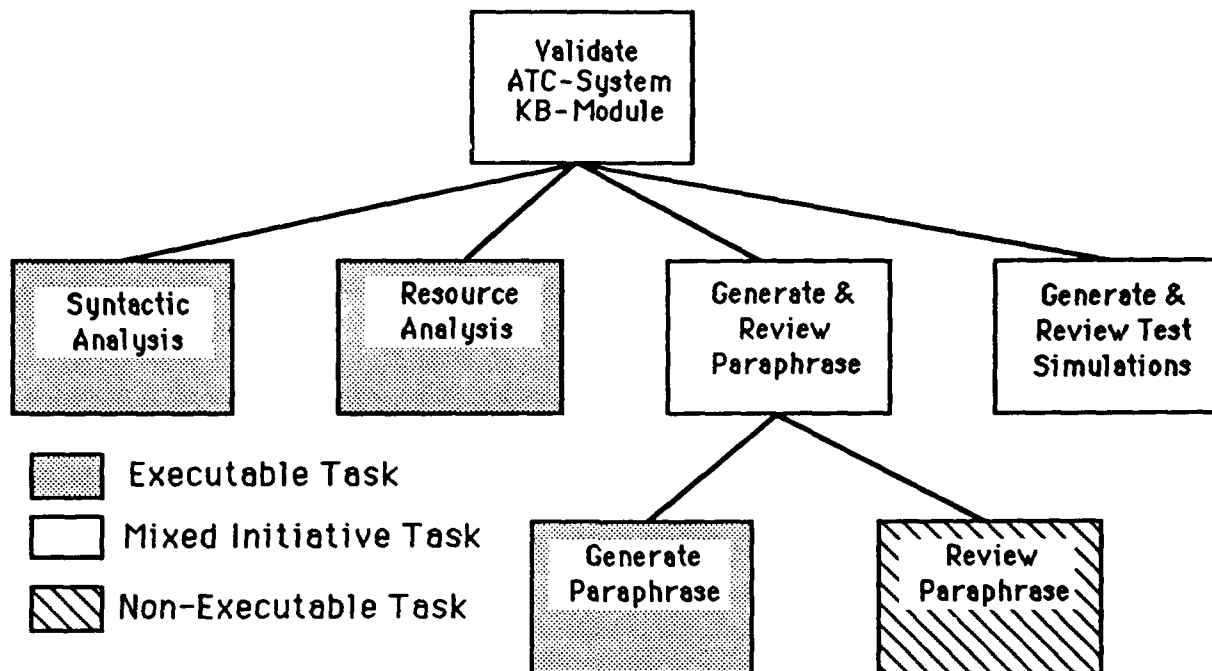 Validate
ATC-System
KB-Module
Syntactic
Analysis
Resource
Analysis
Generate &
Review
Paraphrase
Generate &
Review Test
Simulations
Executable Task
Mixed Initiative Task
Non-Executable Task
Generate
Paraphrase
Review
Paraphrase